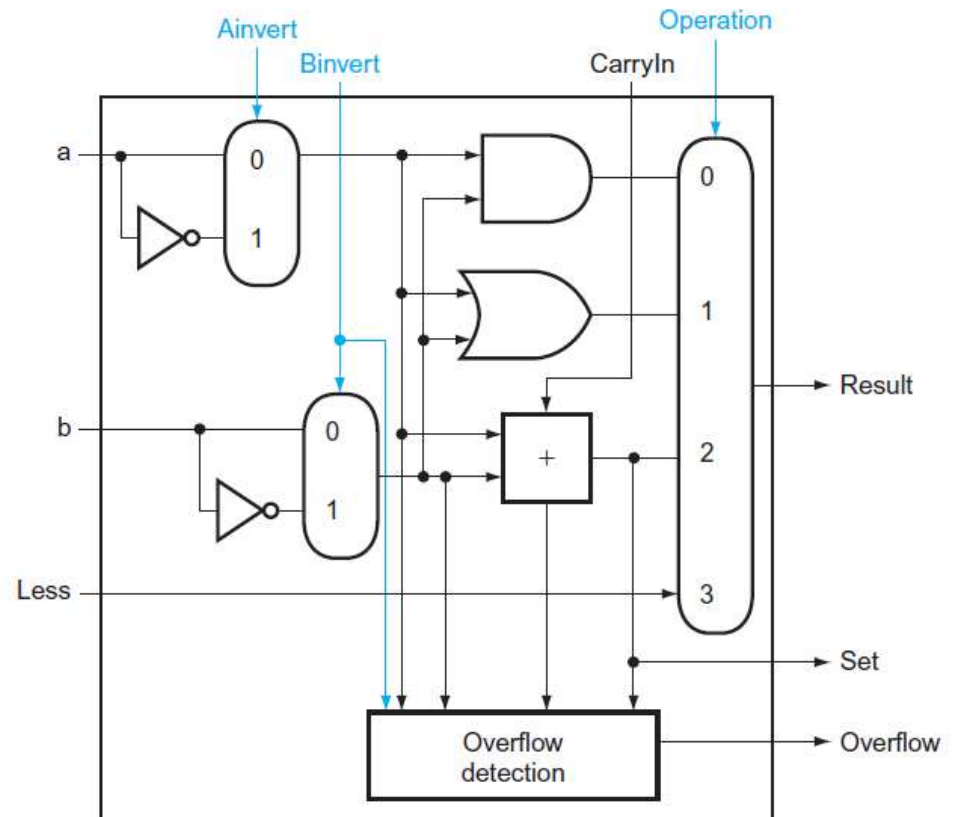 Operation
Ainvert
Binvert
CarryIn
a
0
1
0
1
b
0
1
+
2
Less
3
Result
Set
Overflow
detection
Overflow